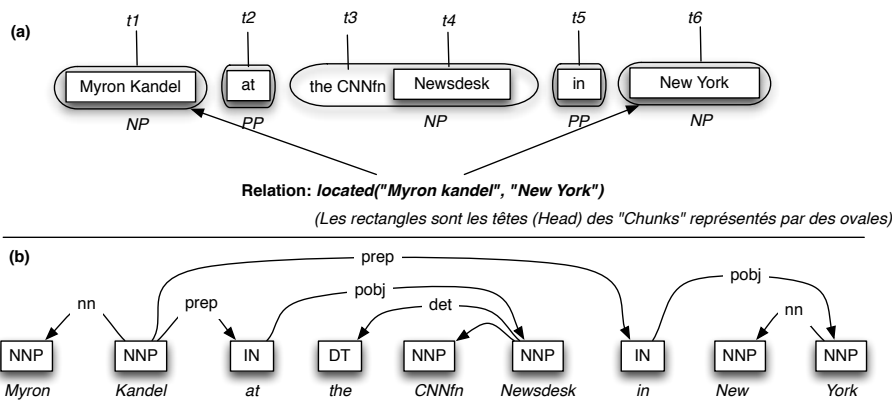 t1 t2 t3 t4 t5 t6
(a)
Myron Kandel at the CNNfn Newsdesk in New York
NP PP NP PP NP
Relation: located("Myron kandel", "New York")
(Les rectangles sont les têtes (Head) des "Chunks" représentés par des ovales)
(b)
prep
pobj
pobj
nn prep det nn
NNP NNP IN DT NNP NNP IN NNP NNP
Myron Kandel at the CNNfn Newsdesk in New York